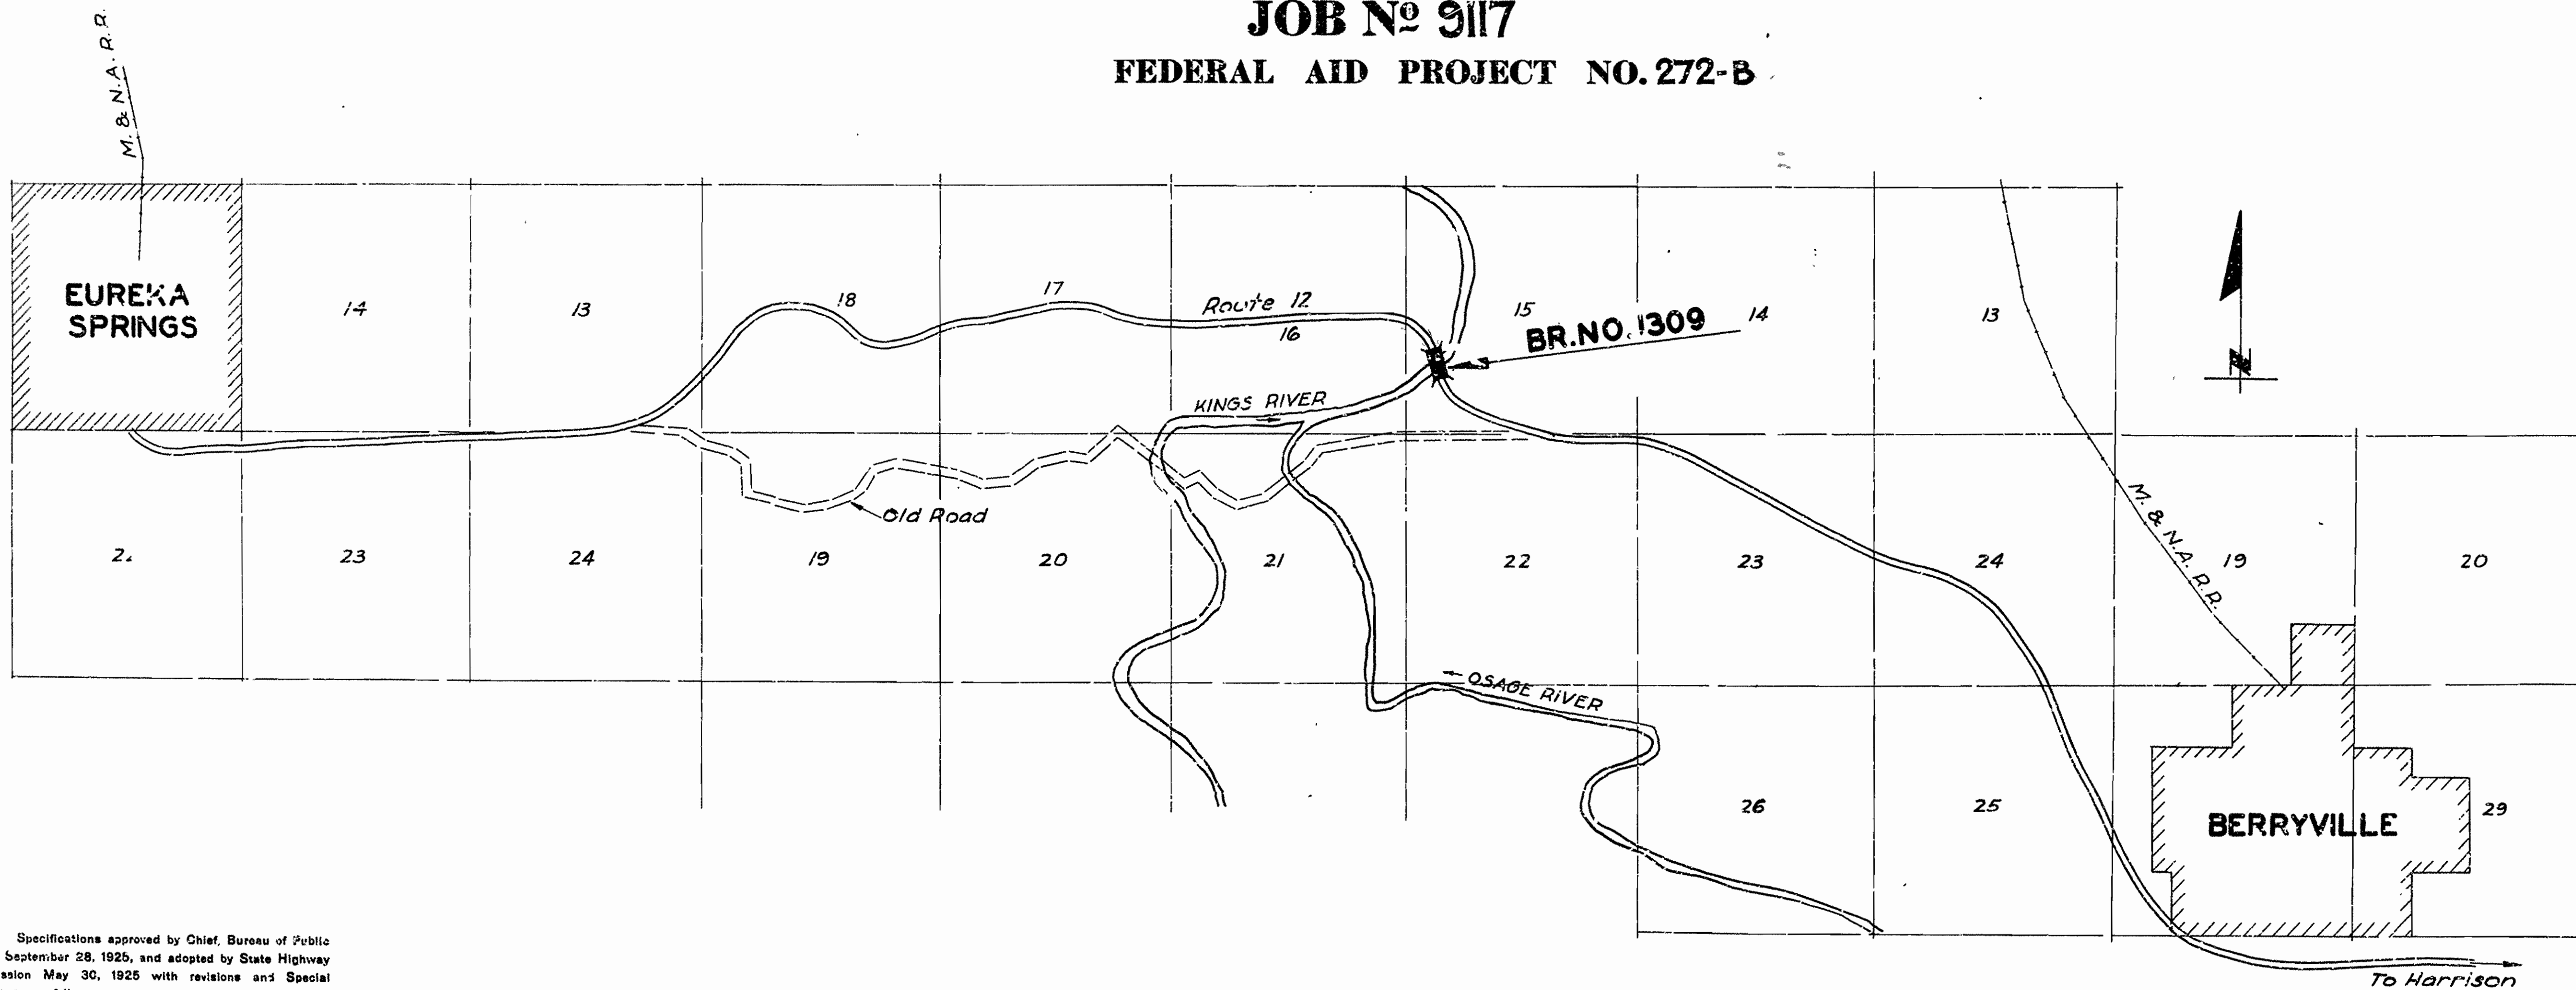 JOB Nº 9117
FEDERAL AID PROJECT NO. 272-B
M. & N.A. R.R.
EUREKA
SPRINGS
14
13
18
17
Route 12
16
15
BR. NO. 1309
14
13
N
KINGS RIVER
Old Road
M. & N.A. R.R.
23
24
19
20
21
22
23
24
19
20
OSAGE RIVER
26
25
BERRYVILLE
29
To Harrison
Specifications approved by Chief, Bureau of Public
September 28, 1925, and adopted by State Highway
ssion May 30, 1925 with revisions and Special